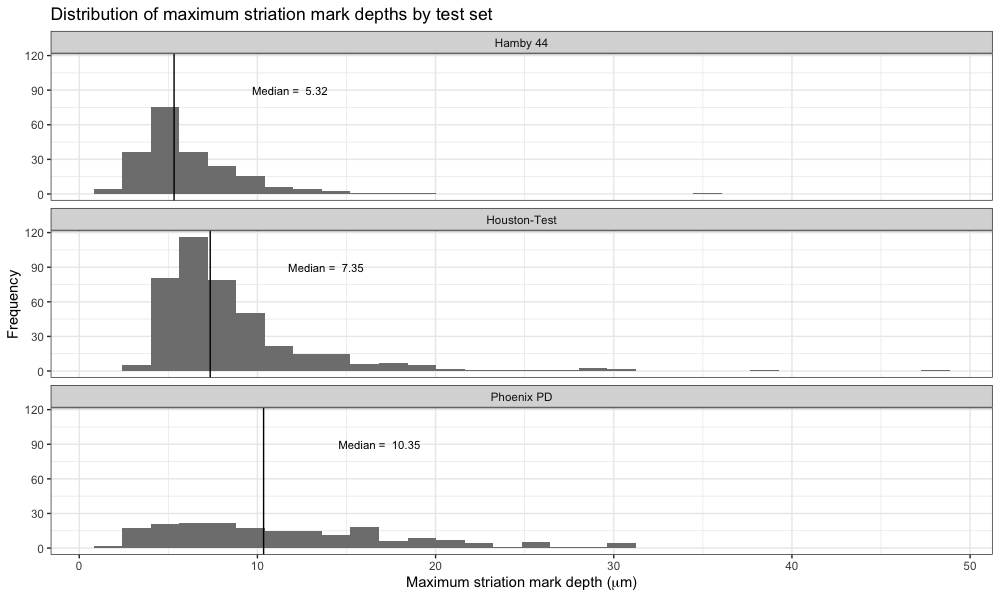 Distribution of maximum striation mark depths by test set
Hamby 44
120
90
60
30
0
Median = 5.32
Houston-Test
120
90
60
30
0
Median = 7.35
Phoenix PD
120
90
60
30
0
Median = 10.35
Frequency
0 10 20 30 40 50
Maximum striation mark depth (μm)